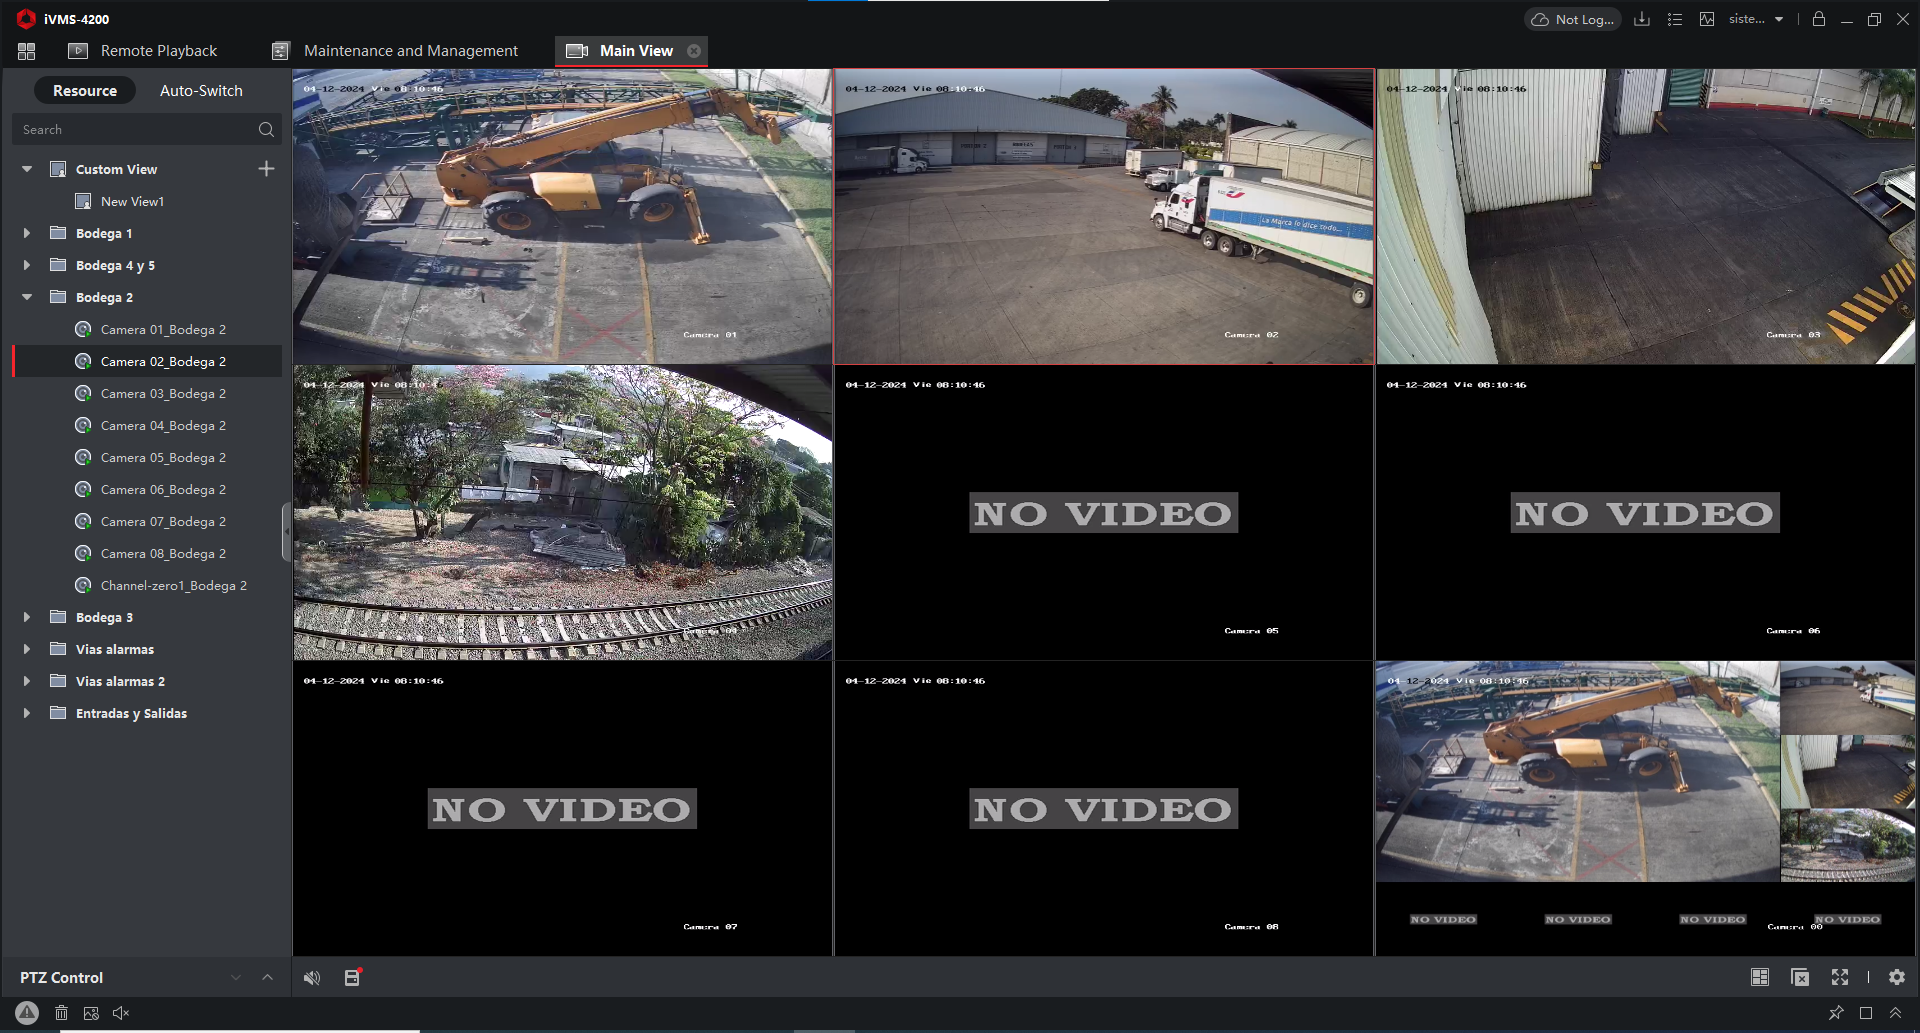 iVMS-4200
Not Log...
siste...
Remote Playback
Maintenance and Management
Main View
Resource
Auto-Switch
Search
Custom View
New View1
Bodega 1
Bodega 4 y 5
Bodega 2
Camera 01_Bodega 2
Camera 02_Bodega 2
Camera 03_Bodega 2
Camera 04_Bodega 2
Camera 05_Bodega 2
Camera 06_Bodega 2
Camera 07_Bodega 2
Camera 08_Bodega 2
Channel-zero1_Bodega 2
Bodega 3
Vias alarmas
Vias alarmas 2
Entradas y Salidas
PTZ Control
04-12-2024 Vie 08:10:46
Camera 01
04-12-2024 Vie 08:10:46
La Marca lo dice todo...
Camera 02
04-12-2024 Vie 08:10:46
Camera 03
04-12-2024 Vie 08:10:4
Camera 04
04-12-2024 Vie 08:10:46
NO VIDEO
Camera 05
04-12-2024 Vie 08:10:46
NO VIDEO
Camera 06
04-12-2024 Vie 08:10:46
NO VIDEO
Camera 07
04-12-2024 Vie 08:10:46
NO VIDEO
Camera 08
04-12-2024 Vie 08:10:46
NO VIDEO
NO VIDEO
NO VIDEO
NO VIDEO
Camera 00